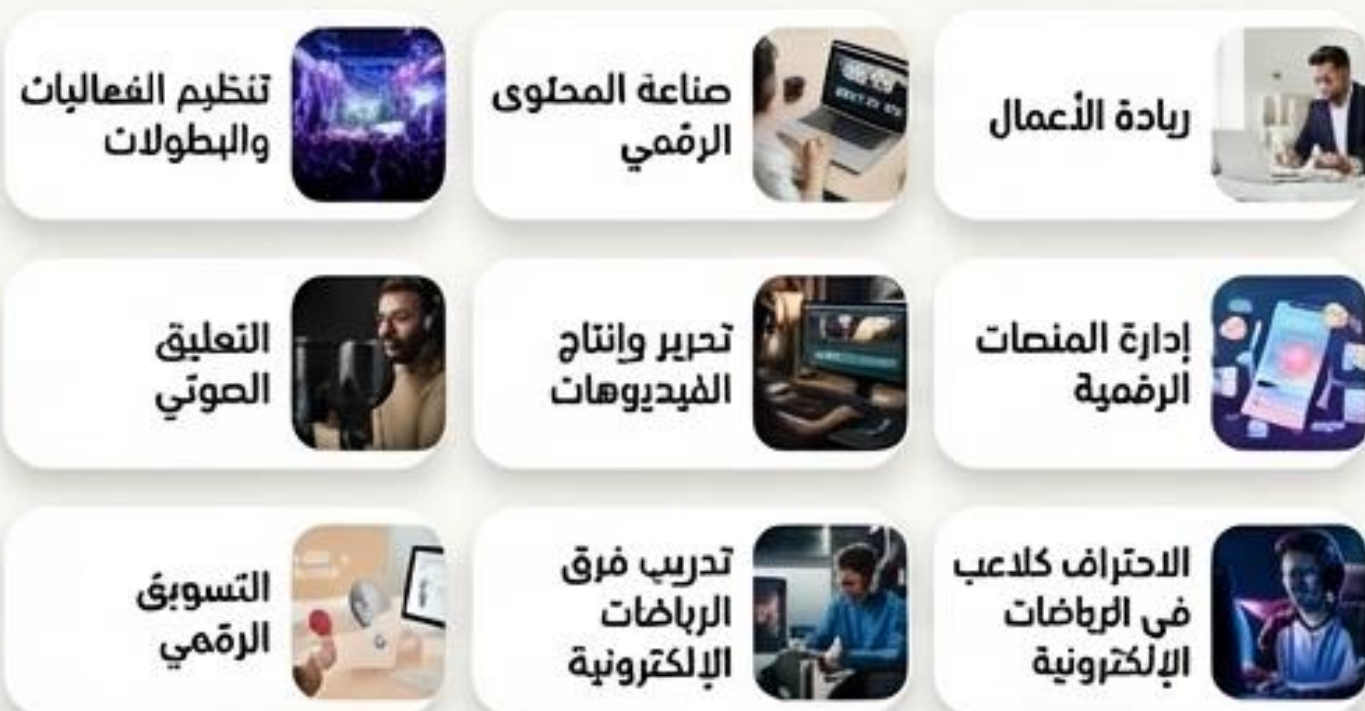 ريادة الأعمال
صناعة المحتوى
الرقمي
تنظيم الفعاليات
والبطولات
إدارة المنصات
الرقمية
تحرير وإنتاج
الفيديوهات
التعليق
الصوتي
الاحتراف كلاعب
في الرياضات
الإلكترونية
تدريب فرق
الرياضات
الإلكترونية
التسويق
الرقمي